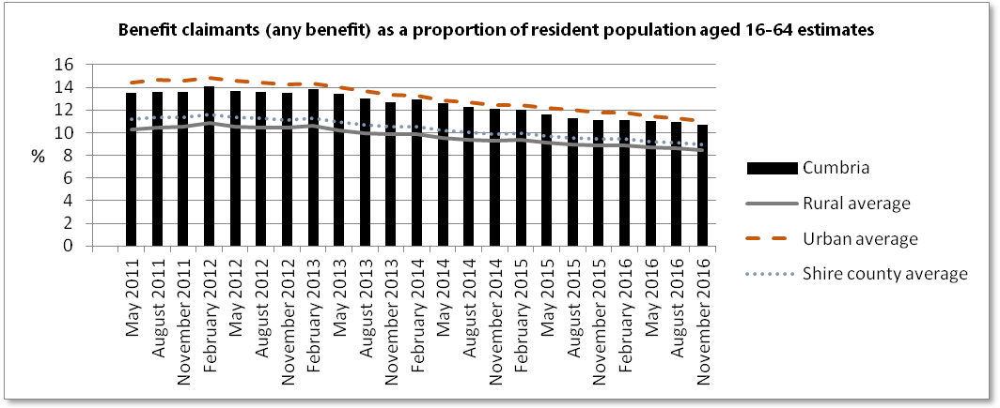 Benefit claimants (any benefit) as a proportion of resident population aged 16-64 estimates
16
14
12
10
8
6
4
2
0
%
May 2011
August 2011
November 2011
February 2012
May 2012
August 2012
November 2012
February 2013
May 2013
August 2013
November 2013
February 2014
May 2014
August 2014
November 2014
February 2015
May 2015
August 2015
November 2015
February 2016
May 2016
August 2016
November 2016
Cumbria
Rural average
Urban average
Shire county average